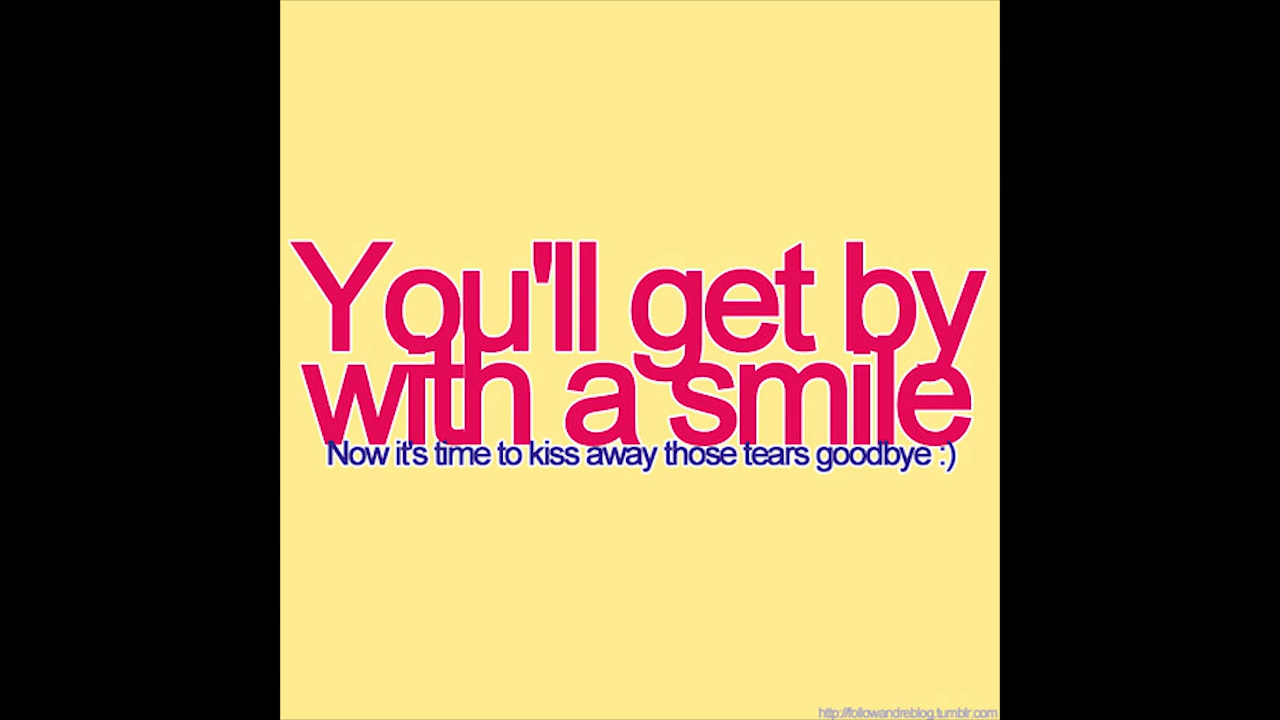 You'll get by
with a smile
Now it's time to kiss away those tears goodbye :)
http://followandreblog.tumblr.com